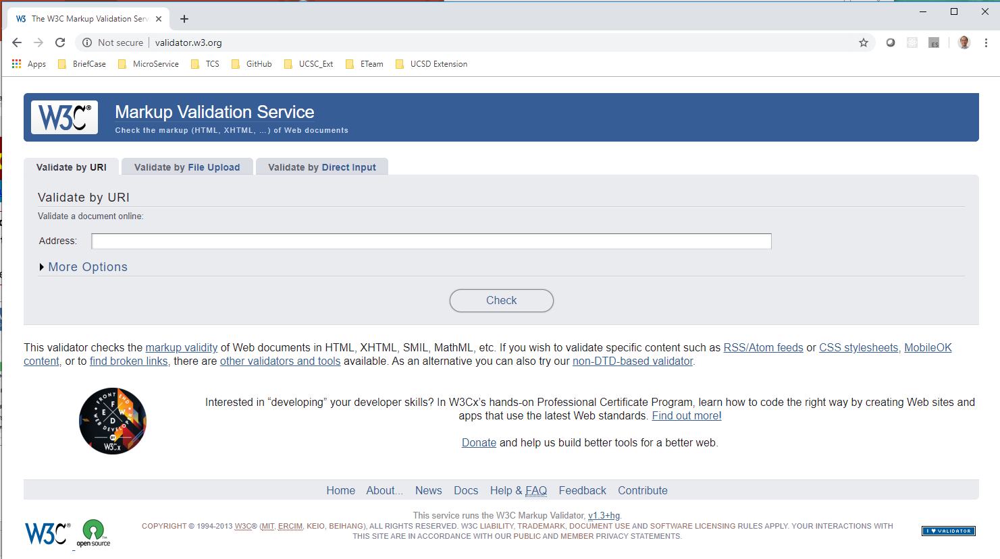 W3 The W3C Markup Validation Serv
Not secure | validator.w3.org
ES
Apps BriefCase MicroService TCS GitHub UCSC_Ext ETeam UCSD Extension
W3C® Markup Validation Service
Check the markup (HTML, XHTML, …) of Web documents
Validate by URI Validate by File Upload Validate by Direct Input
Validate by URI
Validate a document online:
Address:
More Options
Check
This validator checks the markup validity of Web documents in HTML, XHTML, SMIL, MathML, etc. If you wish to validate specific content such as RSS/Atom feeds or CSS stylesheets, MobileOK
content, or to find broken links, there are other validators and tools available. As an alternative you can also try our non-DTD-based validator.
FRONT END
F
E W
D
WEB DEVELOPER
BY
W3Cx
Interested in “developing” your developer skills? In W3Cx’s hands-on Professional Certificate Program, learn how to code the right way by creating Web sites and
apps that use the latest Web standards. Find out more!
Donate and help us build better tools for a better web.
Home About... News Docs Help & FAQ Feedback Contribute
W3C® open source™
This service runs the W3C Markup Validator, v1.3+hg.
COPYRIGHT © 1994-2013 W3C® (MIT, ERCIM, KEIO, BEIHANG), ALL RIGHTS RESERVED. W3C LIABILITY, TRADEMARK, DOCUMENT USE AND SOFTWARE LICENSING RULES APPLY. YOUR INTERACTIONS WITH
THIS SITE ARE IN ACCORDANCE WITH OUR PUBLIC AND MEMBER PRIVACY STATEMENTS.
I ♥ VALIDATOR